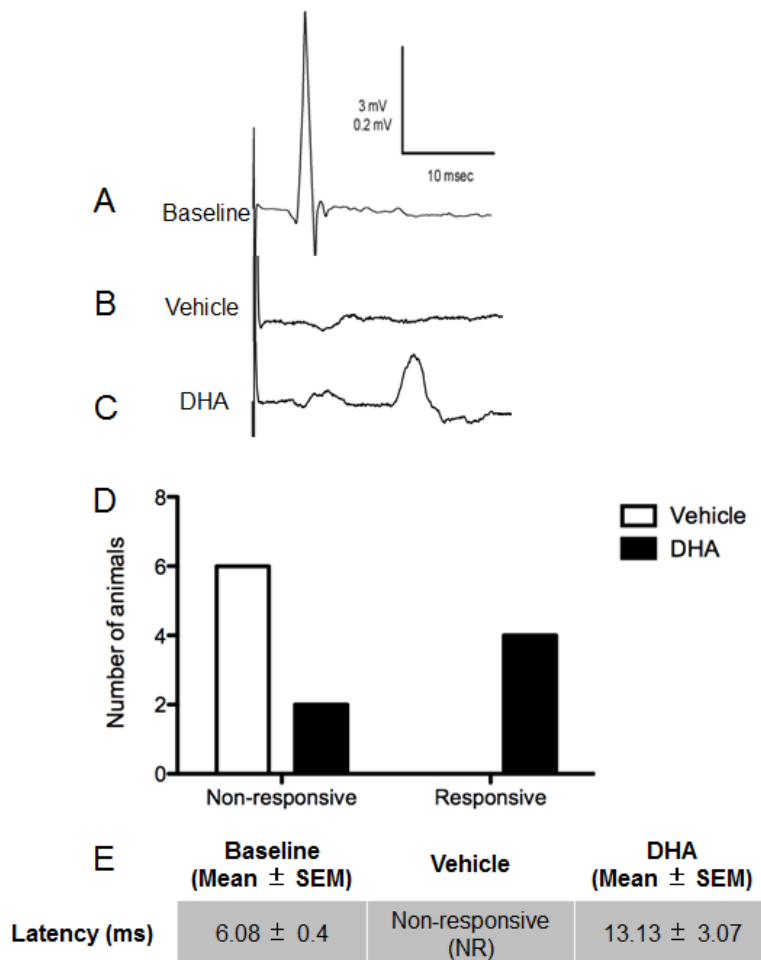 3 mV
0.2 mV
10 msec
A
Baseline
B
Vehicle
C
DHA
D
Number of animals
8
6
4
2
0
Non-responsive
Responsive
Vehicle
DHA
E
Baseline
(Mean ± SEM)
Vehicle
DHA
(Mean ± SEM)
Latency (ms)
6.08 ± 0.4
Non-responsive
(NR)
13.13 ± 3.07